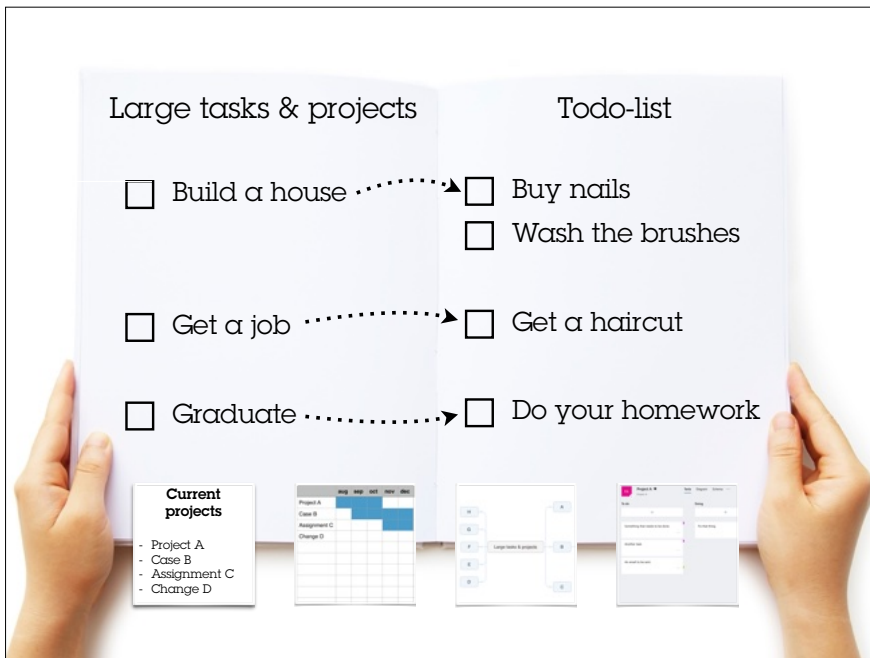 Large tasks & projects
Todo-list
Build a house
Buy nails
Wash the brushes
Get a job
Get a haircut
Graduate
Do your homework
Current
projects
- Project A
- Case B
- Assignment C
- Change D
aug sep oct nov dec
Project A
Case B
Assignment C
Change D
H
G
F
E
D
Large tasks & projects
A
B
C
Project A